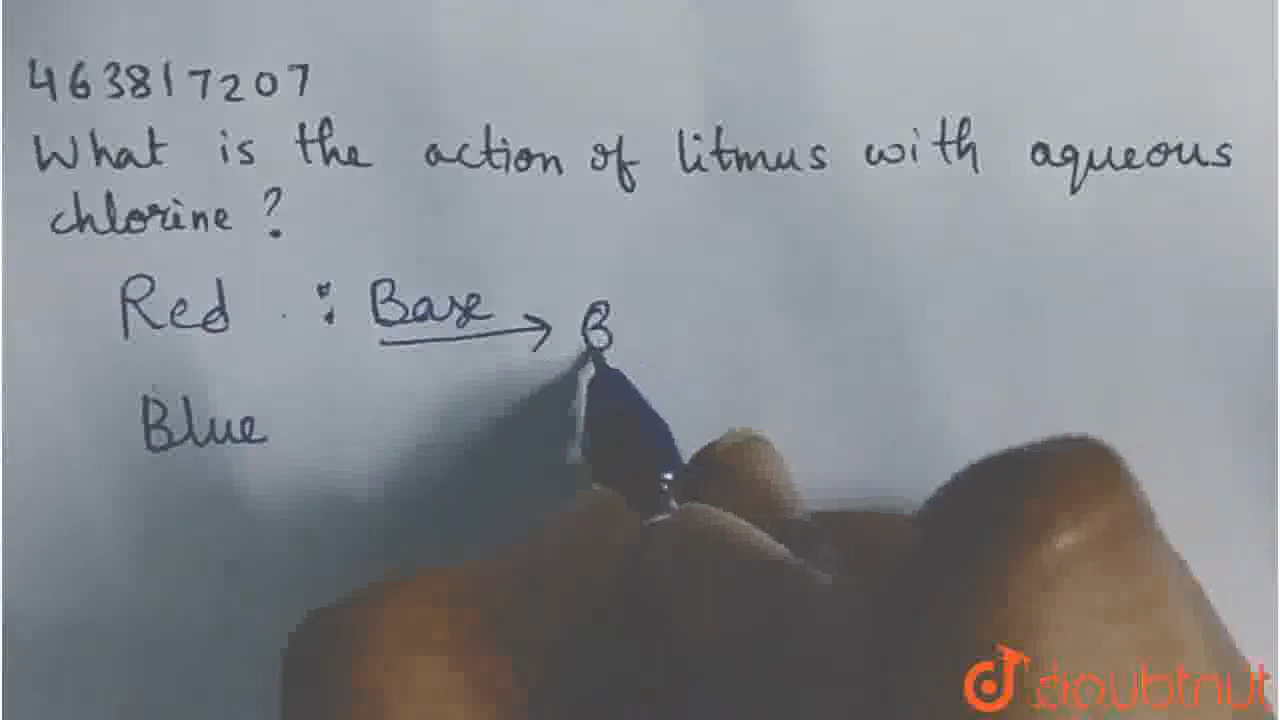 463817207
What is the action of litmus with aqueous
chlorine?
Red : Base → B
Blue
doubtnut